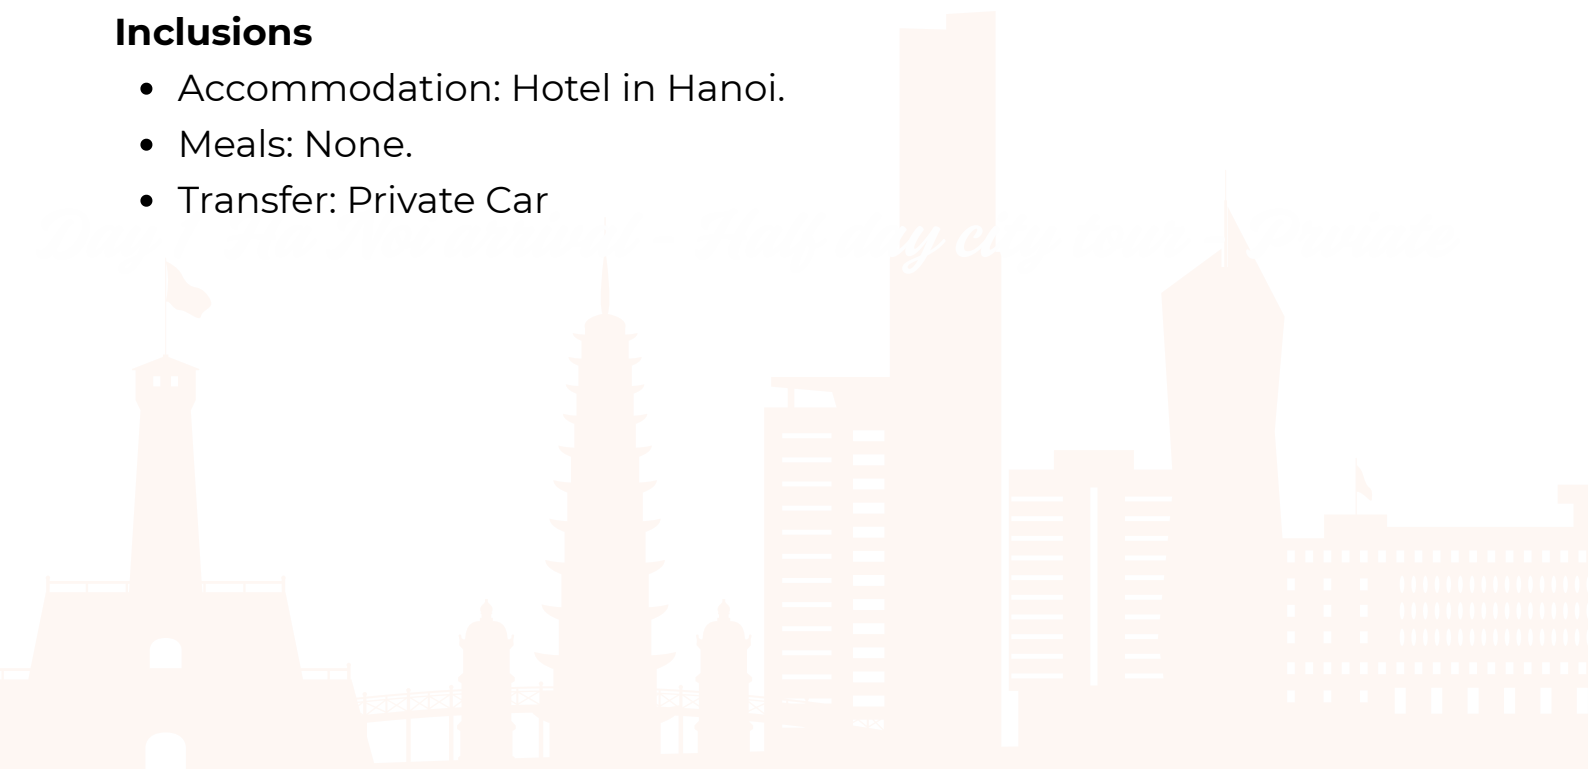 Inclusions
• Accommodation: Hotel in Hanoi.
• Meals: None.
• Transfer: Private Car